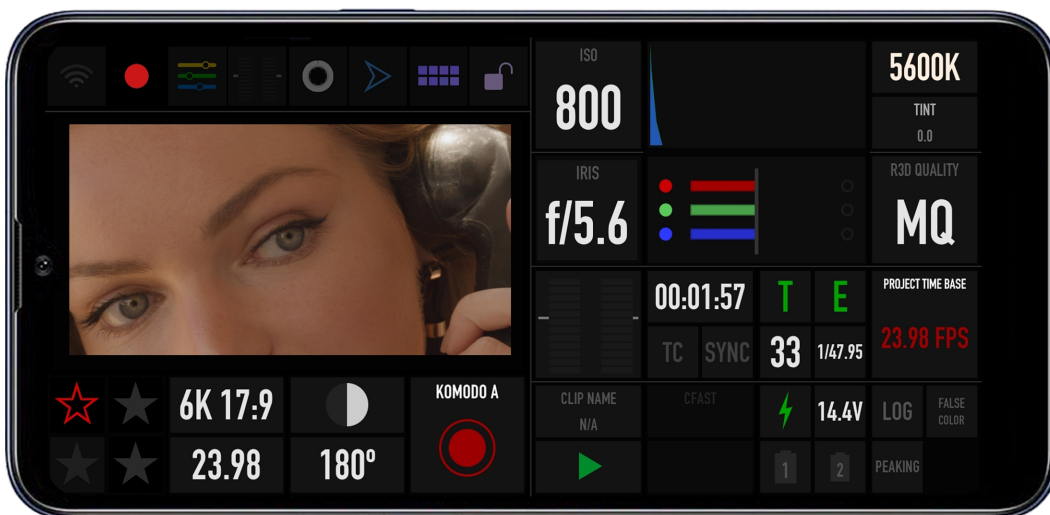 ISO
800
5600K
TINT
0.0
IRIS
f/5.6
R3D QUALITY
MQ
00:01:57
T
E
PROJECT TIME BASE
23.98 FPS
TC
SYNC
33
1/47.95
6K 17:9
KOMODO A
23.98
180º
CLIP NAME
N/A
CFAST
14.4V
LOG
FALSE
COLOR
1
2
PEAKING